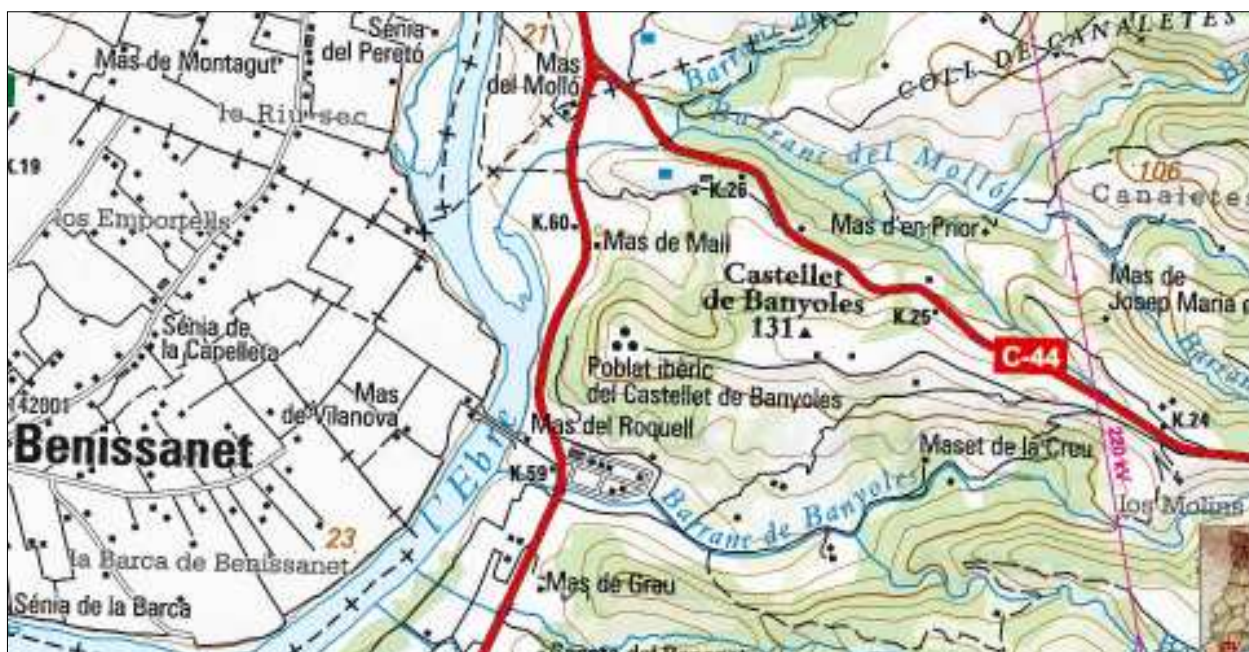 Sénia
del Peretó
21
Mas de Montagut
Mas
del Molló
COLL DE CANALETES
le Riu-sec
Barranc del Molló
K.19
106
Canaletes
los Emportells
K.26
K.60
Mas de Mall
Mas d'en Prior
Castellet
de Banyoles
131
Mas de
Josep Maria
K.25
Sénia de
la Capelleta
C-44
Poblet ibèric
del Castellet de Banyoles
Mas
de Vilanova
142001
Benissanet
l'Ebre
Mas del Roquell
K.24
Maset de la Creu
220 kV
K.59
Barranc de Banyoles
los Molins
23
la Barca de Benissanet
Mas de Grau
Sénia de la Barca